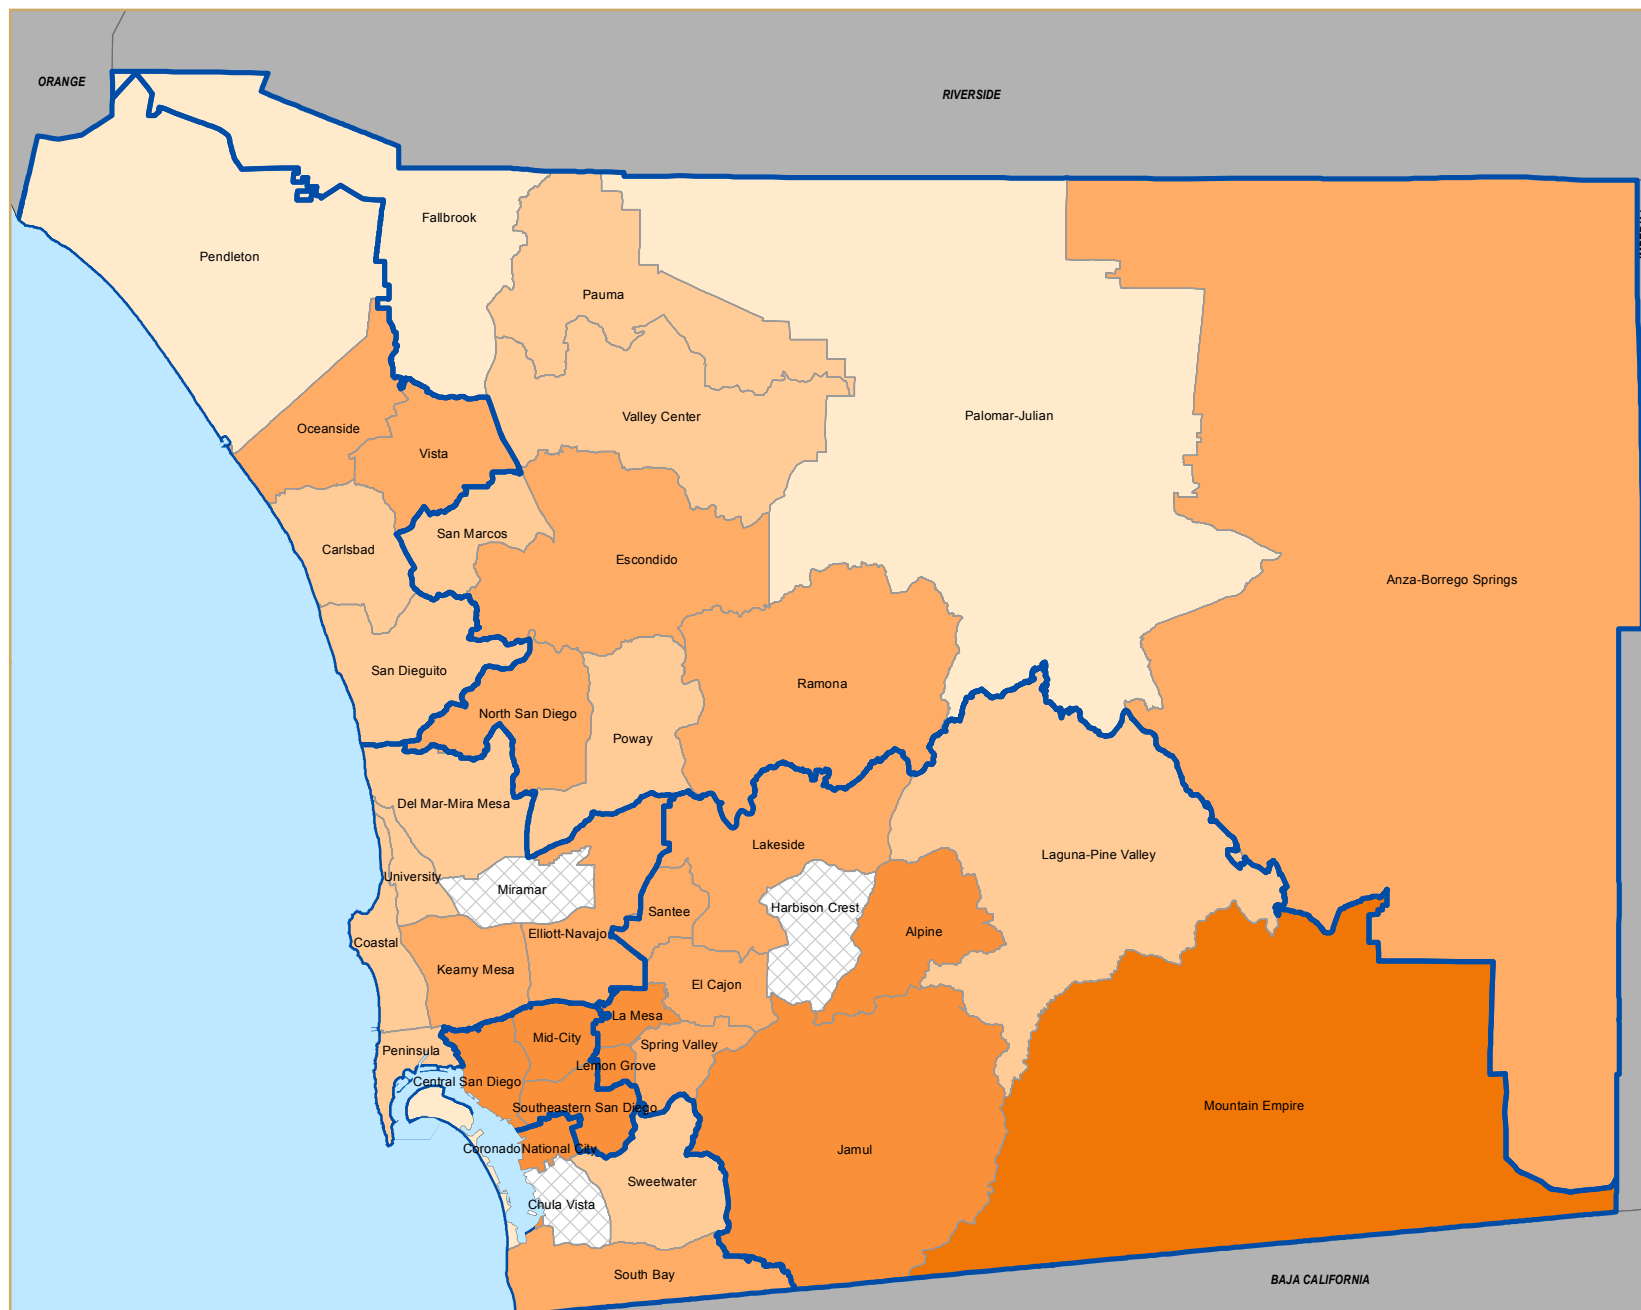 ORANGE
RIVERSIDE
Fallbrook
Pendleton
Pauma
Palomar-Julian
Valley Center
Oceanside
Vista
San Marcos
Carlsbad
Escondido
Anza-Borrego Springs
San Dieguito
Ramona
North San Diego
Poway
Del Mar-Mira Mesa
Lakeside
Laguna-Pine Valley
University
Miramar
Harbison Crest
Santee
Alpine
Elliott-Navajo
Coastal
Kearny Mesa
El Cajon
La Mesa
Mid-City
Spring Valley
Peninsula
Lemon Grove
Central San Diego
Southeastern San Diego
Mountain Empire
Coronado
National City
Jamul
Sweetwater
Chula Vista
South Bay
BAJA CALIFORNIA